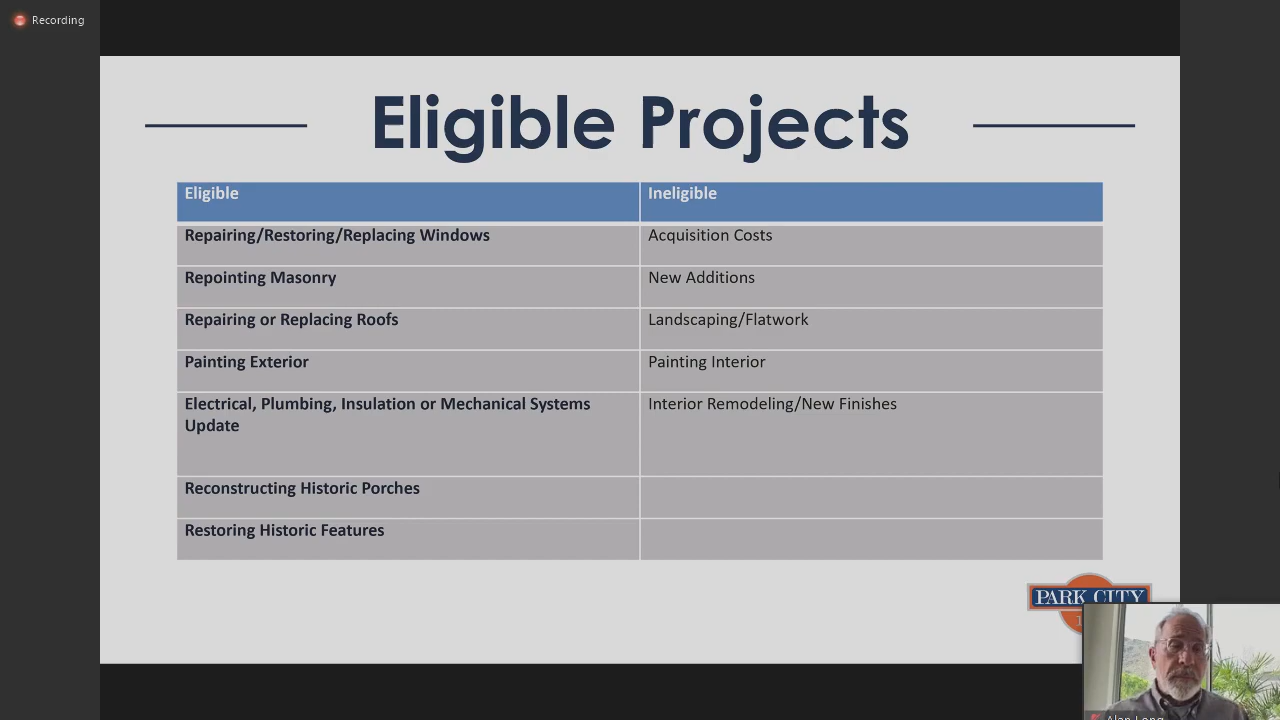 Recording
Eligible Projects
Eligible
Ineligible
Repairing/Restoring/Replacing Windows
Acquisition Costs
Repointing Masonry
New Additions
Repairing or Replacing Roofs
Landscaping/Flatwork
Painting Exterior
Painting Interior
Electrical, Plumbing, Insulation or Mechanical Systems
Update
Interior Remodeling/New Finishes
Reconstructing Historic Porches
Restoring Historic Features
PARK CITY
Alan Long